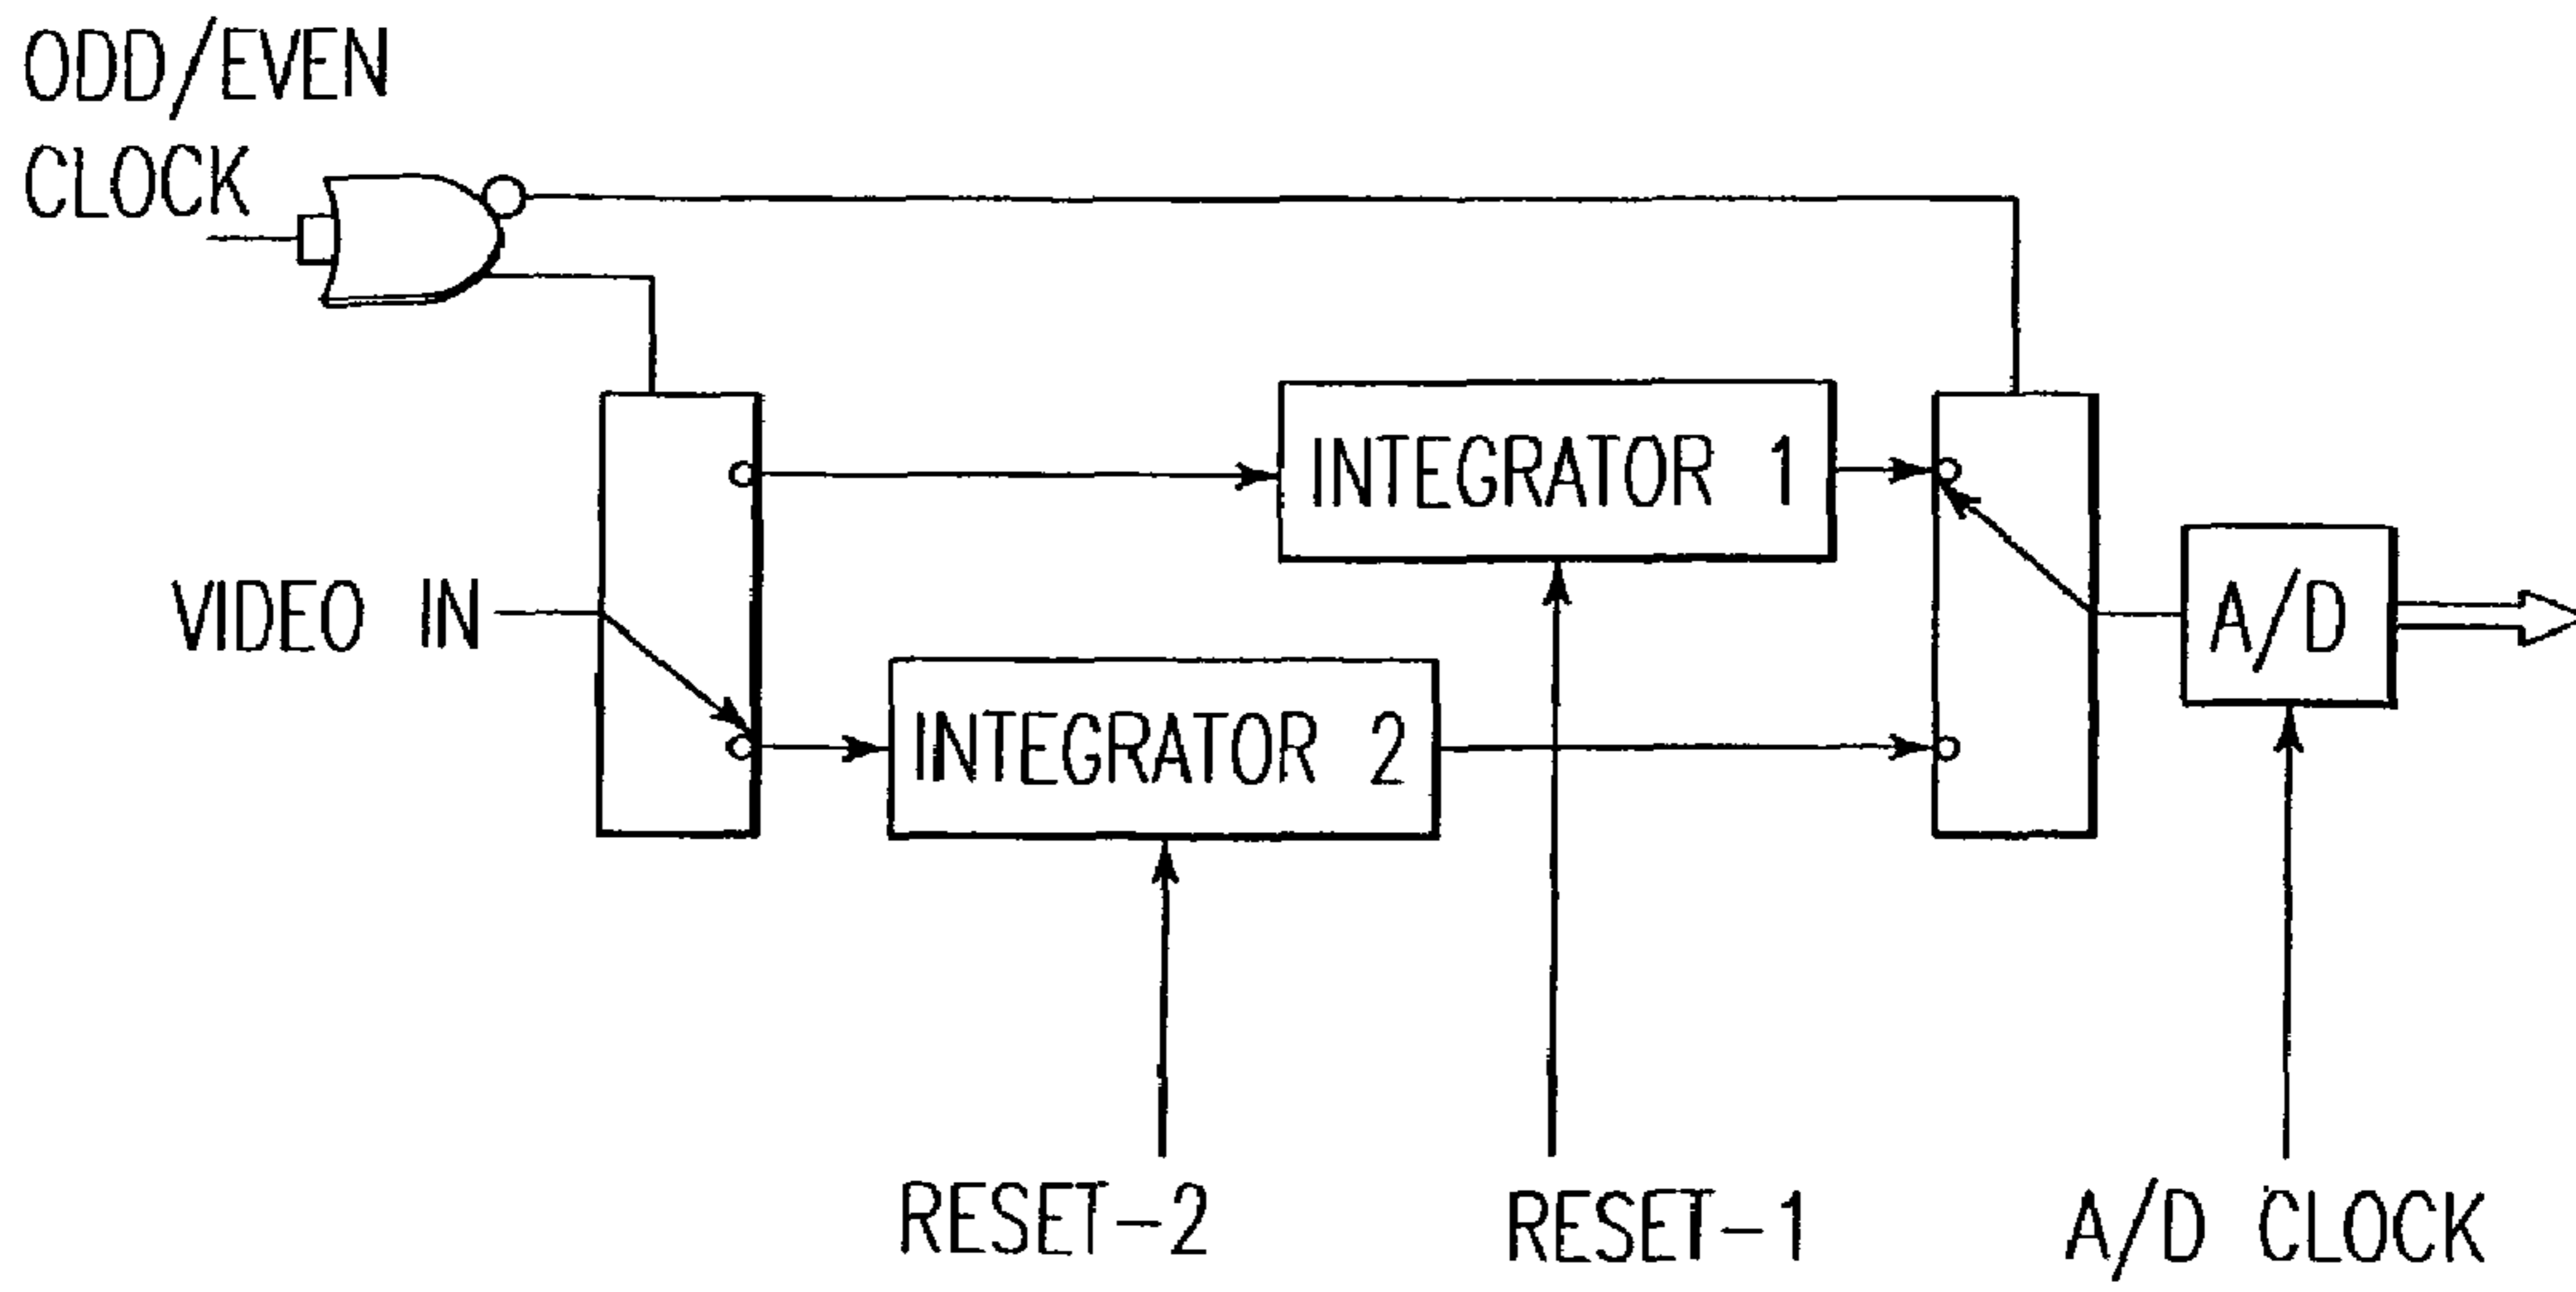 ODD/EVEN
CLOCK
INTEGRATOR 1
VIDEO IN
A/D
INTEGRATOR 2
RESET-2
RESET-1
A/D CLOCK